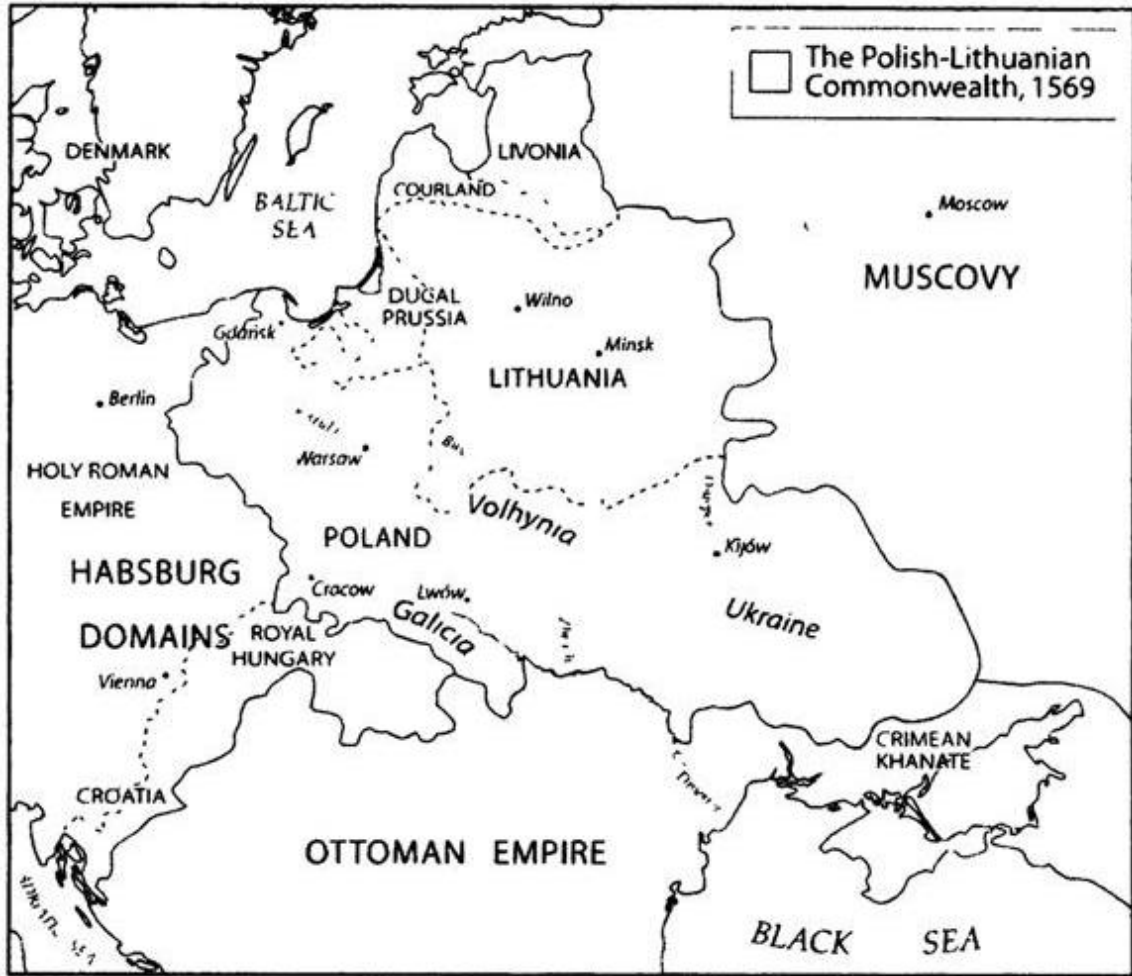 The Polish-Lithuanian
Commonwealth, 1569
DENMARK
LIVONIA
COURLAND
BALTIC
SEA
Moscow
MUSCOVY
DUCAL
PRUSSIA
Wilno
Gdańsk
Minsk
LITHUANIA
Berlin
Warsaw
Bug
HOLY ROMAN
EMPIRE
Volhynia
POLAND
Kijów
HABSBURG
Cracow
Lwów
Galicia
Ukraine
DOMAINS
ROYAL
HUNGARY
Vienna
CRIMEAN
KHANATE
CROATIA
OTTOMAN EMPIRE
BLACK SEA